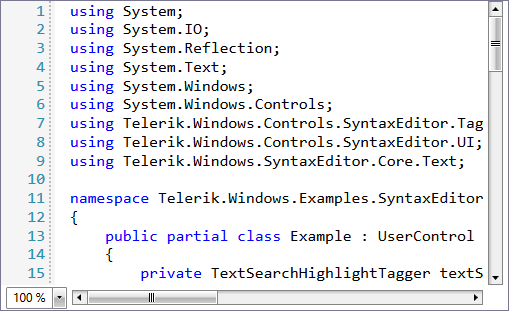 1 using System;
2 using System.IO;
3 using System.Reflection;
4 using System.Text;
5 using System.Windows;
6 using System.Windows.Controls;
7 using Telerik.Windows.Controls.SyntaxEditor.Tag
8 using Telerik.Windows.Controls.SyntaxEditor.UI;
9 using Telerik.Windows.SyntaxEditor.Core.Text;
10
11 namespace Telerik.Windows.Examples.SyntaxEditor
12 {
13     public partial class Example : UserControl
14     {
15         private TextSearchHighlightTagger textS
100 %